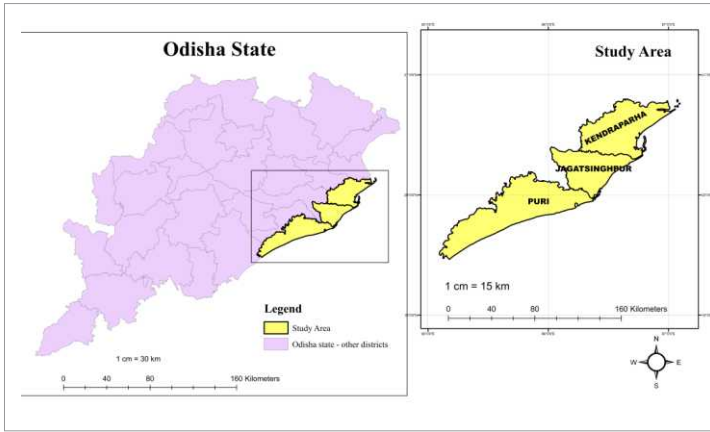 Odisha State
Legend
Study Area
Odisha state - other districts
1 cm = 30 km
0 40 80 160 Kilometers
Study Area
KENDRAPARHA
JAGATSINGHPUR
PURI
1 cm = 15 km
0 40 80 160 Kilometers
N
W E
S